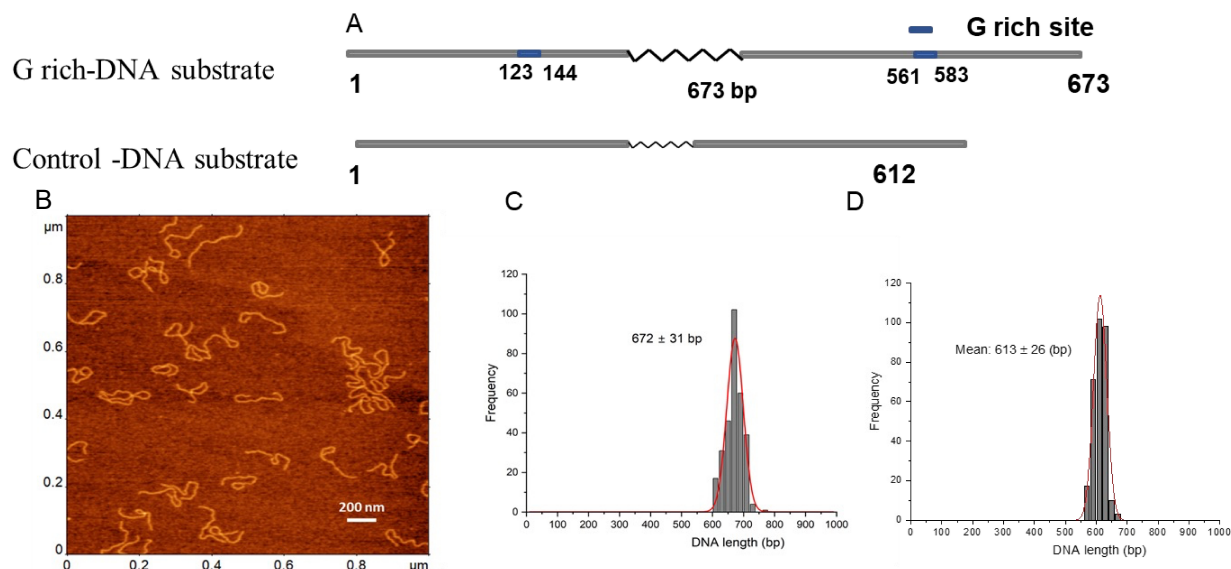 A
G rich site
G rich-DNA substrate
123 144
561 583
1
673 bp
673
Control -DNA substrate
1
612
B
µm
0.8
0.6
0.4
0.2
0
200 nm
0 0.2 0.4 0.6 0.8 µm
C
120
100
80
60
40
20
0
Frequency
672 ± 31 bp
0 100 200 300 400 500 600 700 800 900 1000
DNA length (bp)
D
120
100
80
60
40
20
0
Frequency
Mean: 613 ± 26 (bp)
0 100 200 300 400 500 600 700 800 900 1000
DNA length (bp)